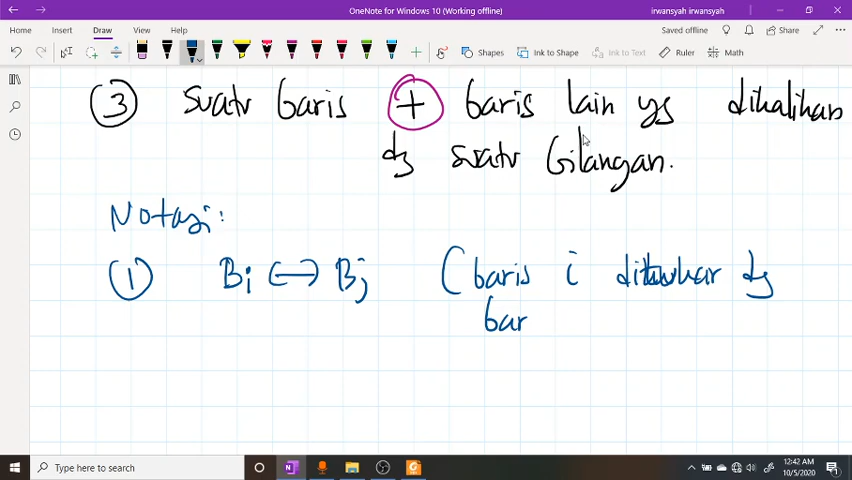 OneNote for Windows 10 (Working offline)
irwansyah irwansyah
Home Insert Draw View Help
Saved offline Share
Shapes Ink to Shape Ink to Text Ruler Math
③ suatu baris + baris lain yg dikalikan
dg suatu bilangan.
Notasi:
① Bi ↔ Bj (baris i ditukar dg
bar
Type here to search
12:42 AM
10/5/2020